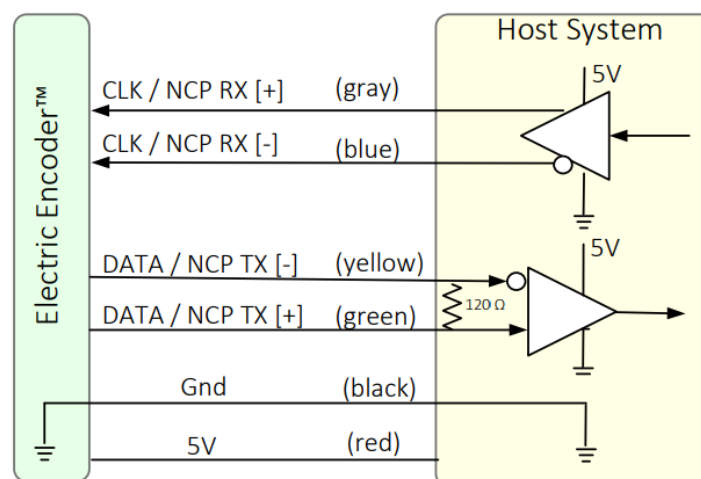 Host System
5V
CLK / NCP RX [+] (gray)
CLK / NCP RX [-] (blue)
Electric Encoder™
5V
DATA / NCP TX [-] (yellow)
120 Ω
DATA / NCP TX [+] (green)
Gnd (black)
5V (red)